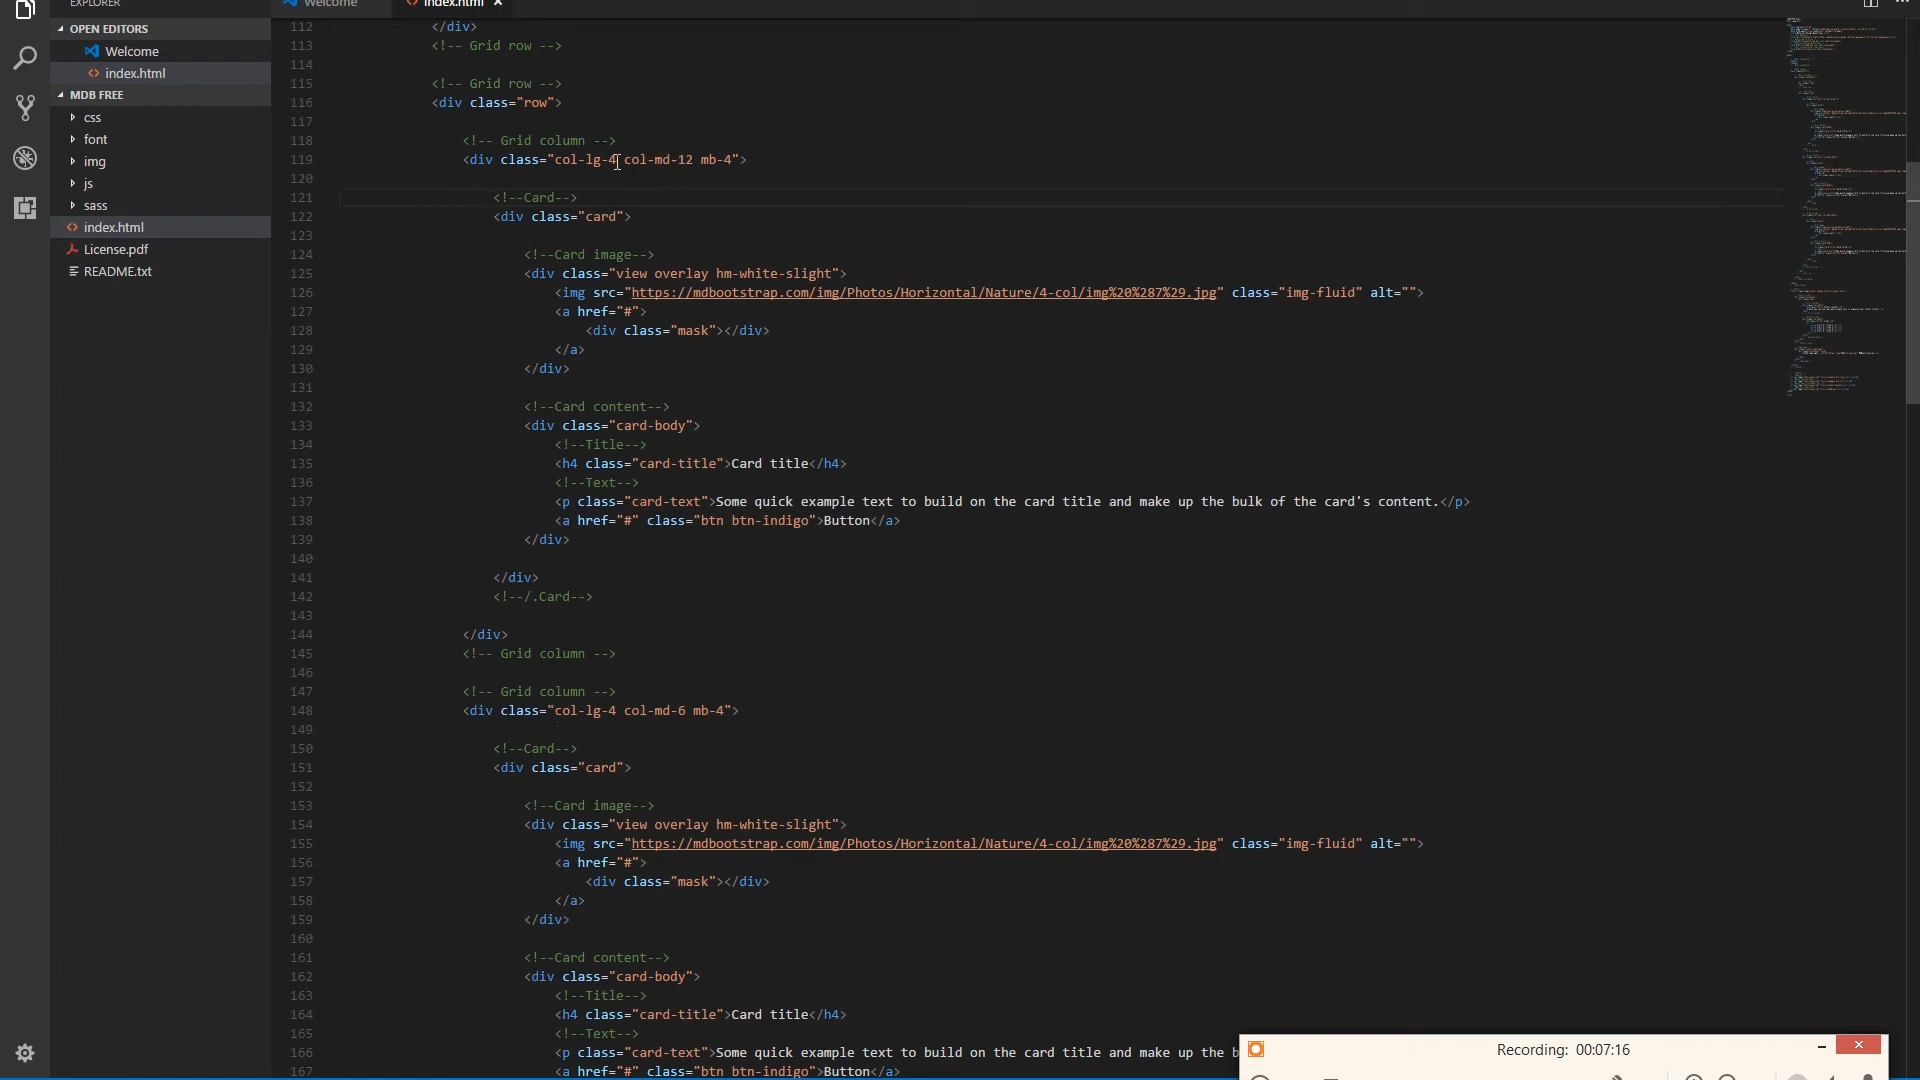 EXPLORER
OPEN EDITORS
Welcome
index.html
MDB FREE
css
font
img
js
sass
index.html
License.pdf
README.txt
Welcome
index.html
112 </div>
113 <!-- Grid row -->
114
115 <!-- Grid row -->
116 <div class="row">
117
118 <!-- Grid column -->
119 <div class="col-lg-4 col-md-12 mb-4">
120
121 <!--Card-->
122 <div class="card">
123
124 <!--Card image-->
125 <div class="view overlay hm-white-slight">
126 <img src="https://mdbootstrap.com/img/Photos/Horizontal/Nature/4-col/img%20%287%29.jpg" class="img-fluid" alt="">
127 <a href="#">
128 <div class="mask"></div>
129 </a>
130 </div>
131
132 <!--Card content-->
133 <div class="card-body">
134 <!--Title-->
135 <h4 class="card-title">Card title</h4>
136 <!--Text-->
137 <p class="card-text">Some quick example text to build on the card title and make up the bulk of the card's content.</p>
138 <a href="#" class="btn btn-indigo">Button</a>
139 </div>
140
141 </div>
142 <!--/.Card-->
143
144 </div>
145 <!-- Grid column -->
146
147 <!-- Grid column -->
148 <div class="col-lg-4 col-md-6 mb-4">
149
150 <!--Card-->
151 <div class="card">
152
153 <!--Card image-->
154 <div class="view overlay hm-white-slight">
155 <img src="https://mdbootstrap.com/img/Photos/Horizontal/Nature/4-col/img%20%287%29.jpg" class="img-fluid" alt="">
156 <a href="#">
157 <div class="mask"></div>
158 </a>
159 </div>
160
161 <!--Card content-->
162 <div class="card-body">
163 <!--Title-->
164 <h4 class="card-title">Card title</h4>
165 <!--Text-->
166 <p class="card-text">Some quick example text to build on the card title and make up the b
167 <a href="#" class="btn btn-indigo">Button</a>
Recording: 00:07:16